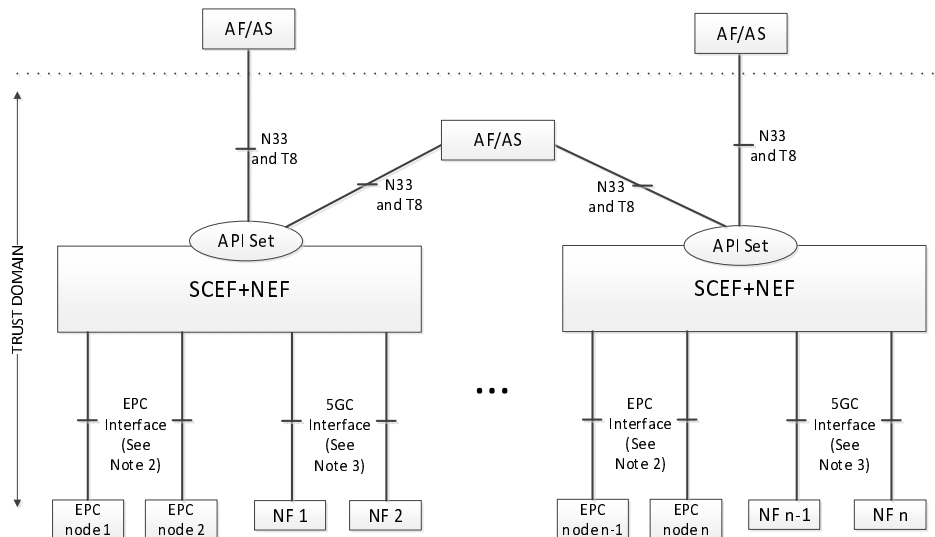 AF/AS
AF/AS
N33
and T8
AF/AS
N33
and T8
N33
and T8
N33
and T8
API Set
API Set
SCEF+NEF
SCEF+NEF
TRUST DOMAIN
...
EPC
Interface
(See
Note 2)
5GC
Interface
(See
Note 3)
EPC
Interface
(See
Note 2)
5GC
Interface
(See
Note 3)
EPC
node 1
EPC
node 2
NF 1
NF 2
EPC
node n-1
EPC
node n
NF n-1
NF n